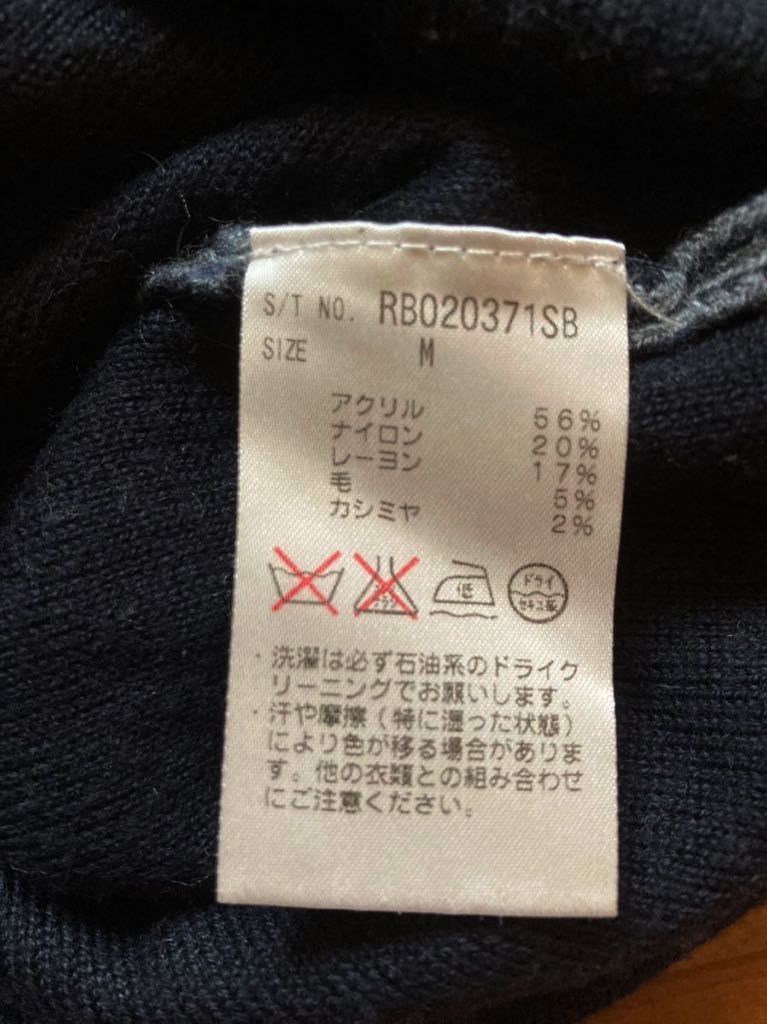 S/T NO. RB020371SB
SIZE M
アクリル 56%
ナイロン 20%
レーヨン 17%
毛 5%
カシミヤ 2%
低
ドライ
セキユ系
・洗濯は必ず石油系のドライク
リーニングでお願いします。
・汗や摩擦(特に湿った状態)
により色が移る場合がありま
す。他の衣類との組み合わせ
にご注意ください。